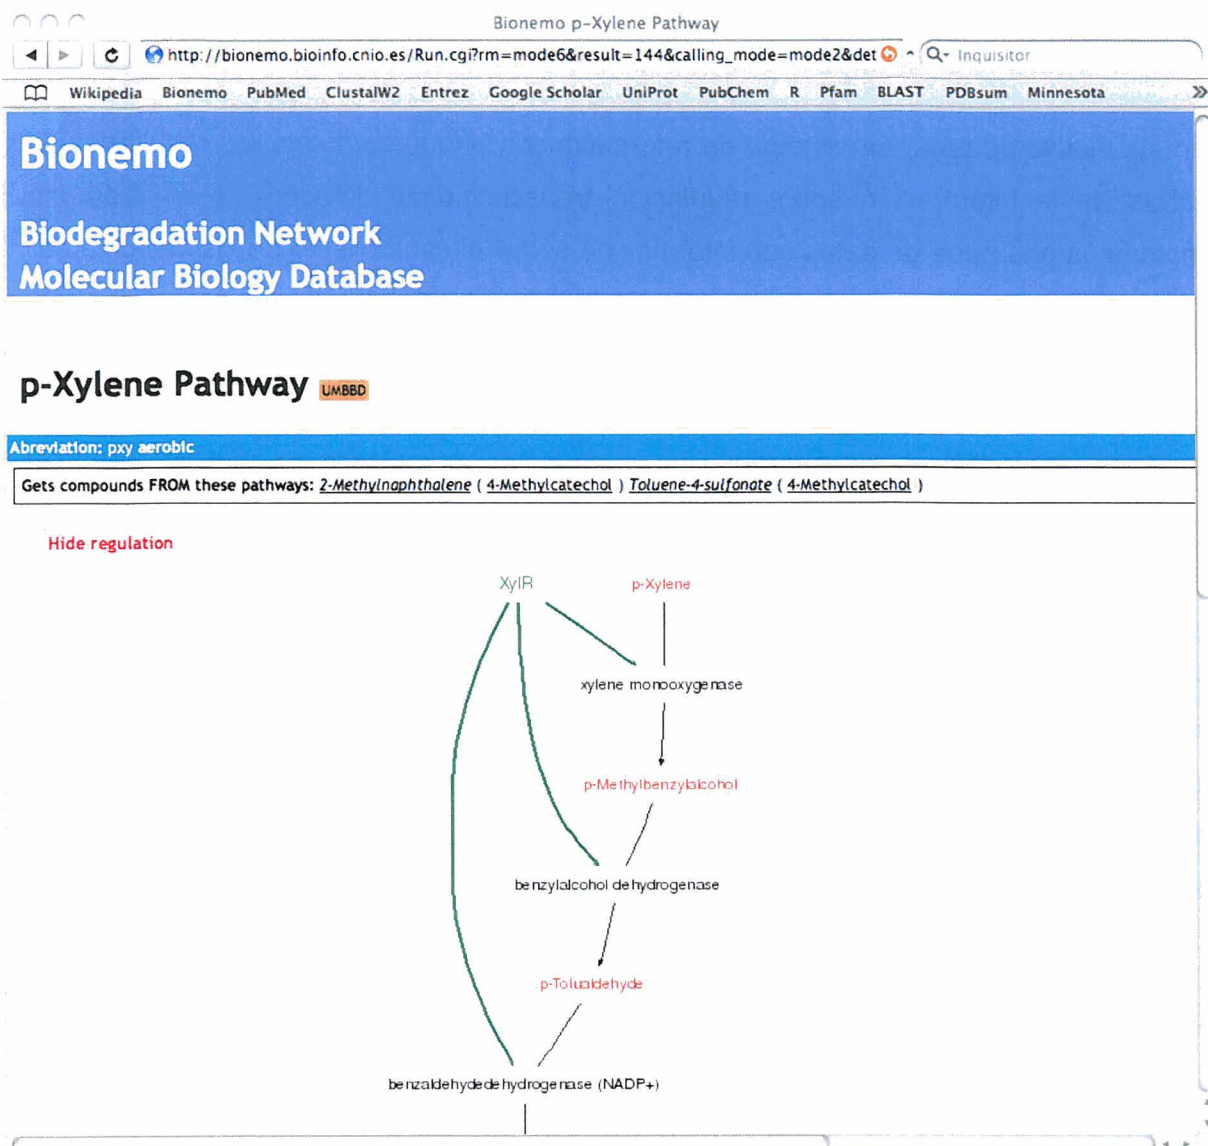 Bionemo p-Xylene Pathway
http://bionemo.bioinfo.cnio.es/Run.cgi?rm=mode6&result=144&calling_mode=mode2&det
Inquisitor
Wikipedia Bionemo PubMed ClustalW2 Entrez Google Scholar UniProt PubChem R Pfam BLAST PDBsum Minnesota
Bionemo
Biodegradation Network
Molecular Biology Database
p-Xylene Pathway UMBBD
Abreviation: pxy aerobic
Gets compounds FROM these pathways: 2-Methylnaphthalene ( 4-Methylcatechol ) Toluene-4-sulfonate ( 4-Methylcatechol )
Hide regulation
XylR p-Xylene
xylene monooxygenase
p-Methylbenzylalcohol
benzylalcohol dehydrogenase
p-Tolualdehyde
benzaldehydedehydrogenase (NADP+)